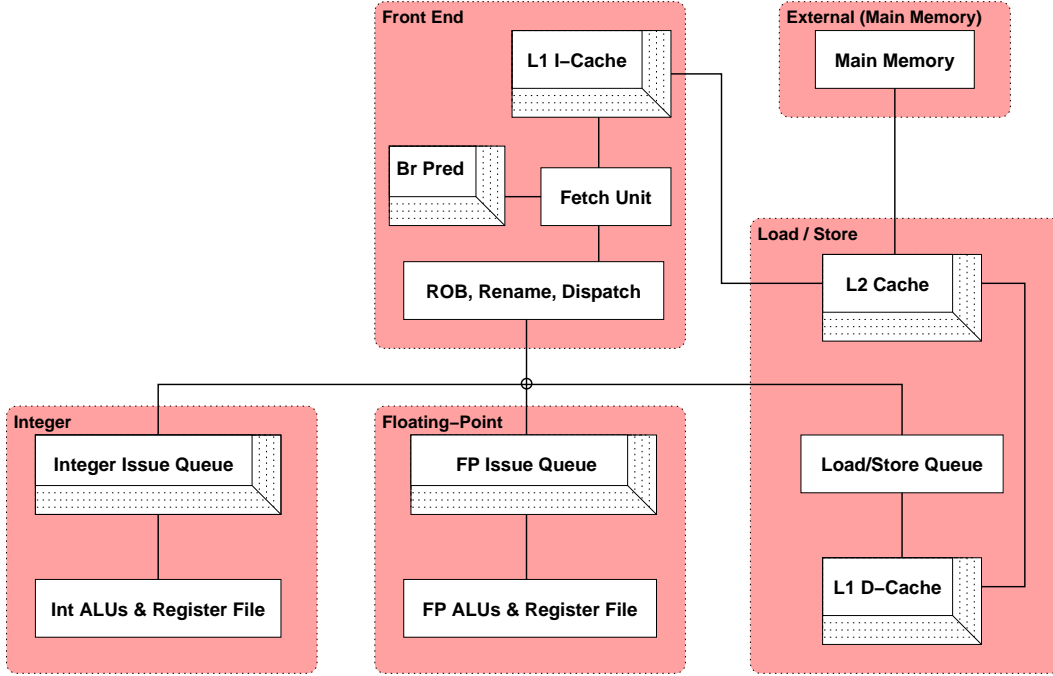 Front End
External (Main Memory)
L1 I–Cache
Main Memory
Br Pred
Fetch Unit
Load / Store
ROB, Rename, Dispatch
L2 Cache
Integer
Floating–Point
Integer Issue Queue
FP Issue Queue
Load/Store Queue
Int ALUs & Register File
FP ALUs & Register File
L1 D–Cache